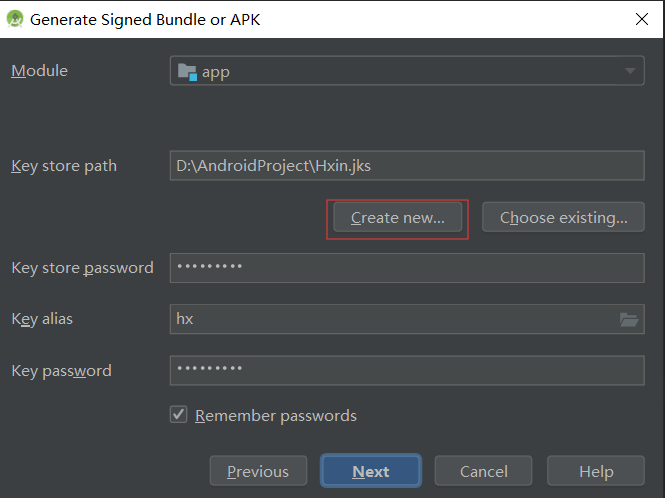 Generate Signed Bundle or APK
Module
app
Key store path
D:\AndroidProject\Hxin.jks
Create new...
Choose existing...
Key store password
•••••••••
Key alias
hx
Key password
•••••••••
Remember passwords
Previous
Next
Cancel
Help